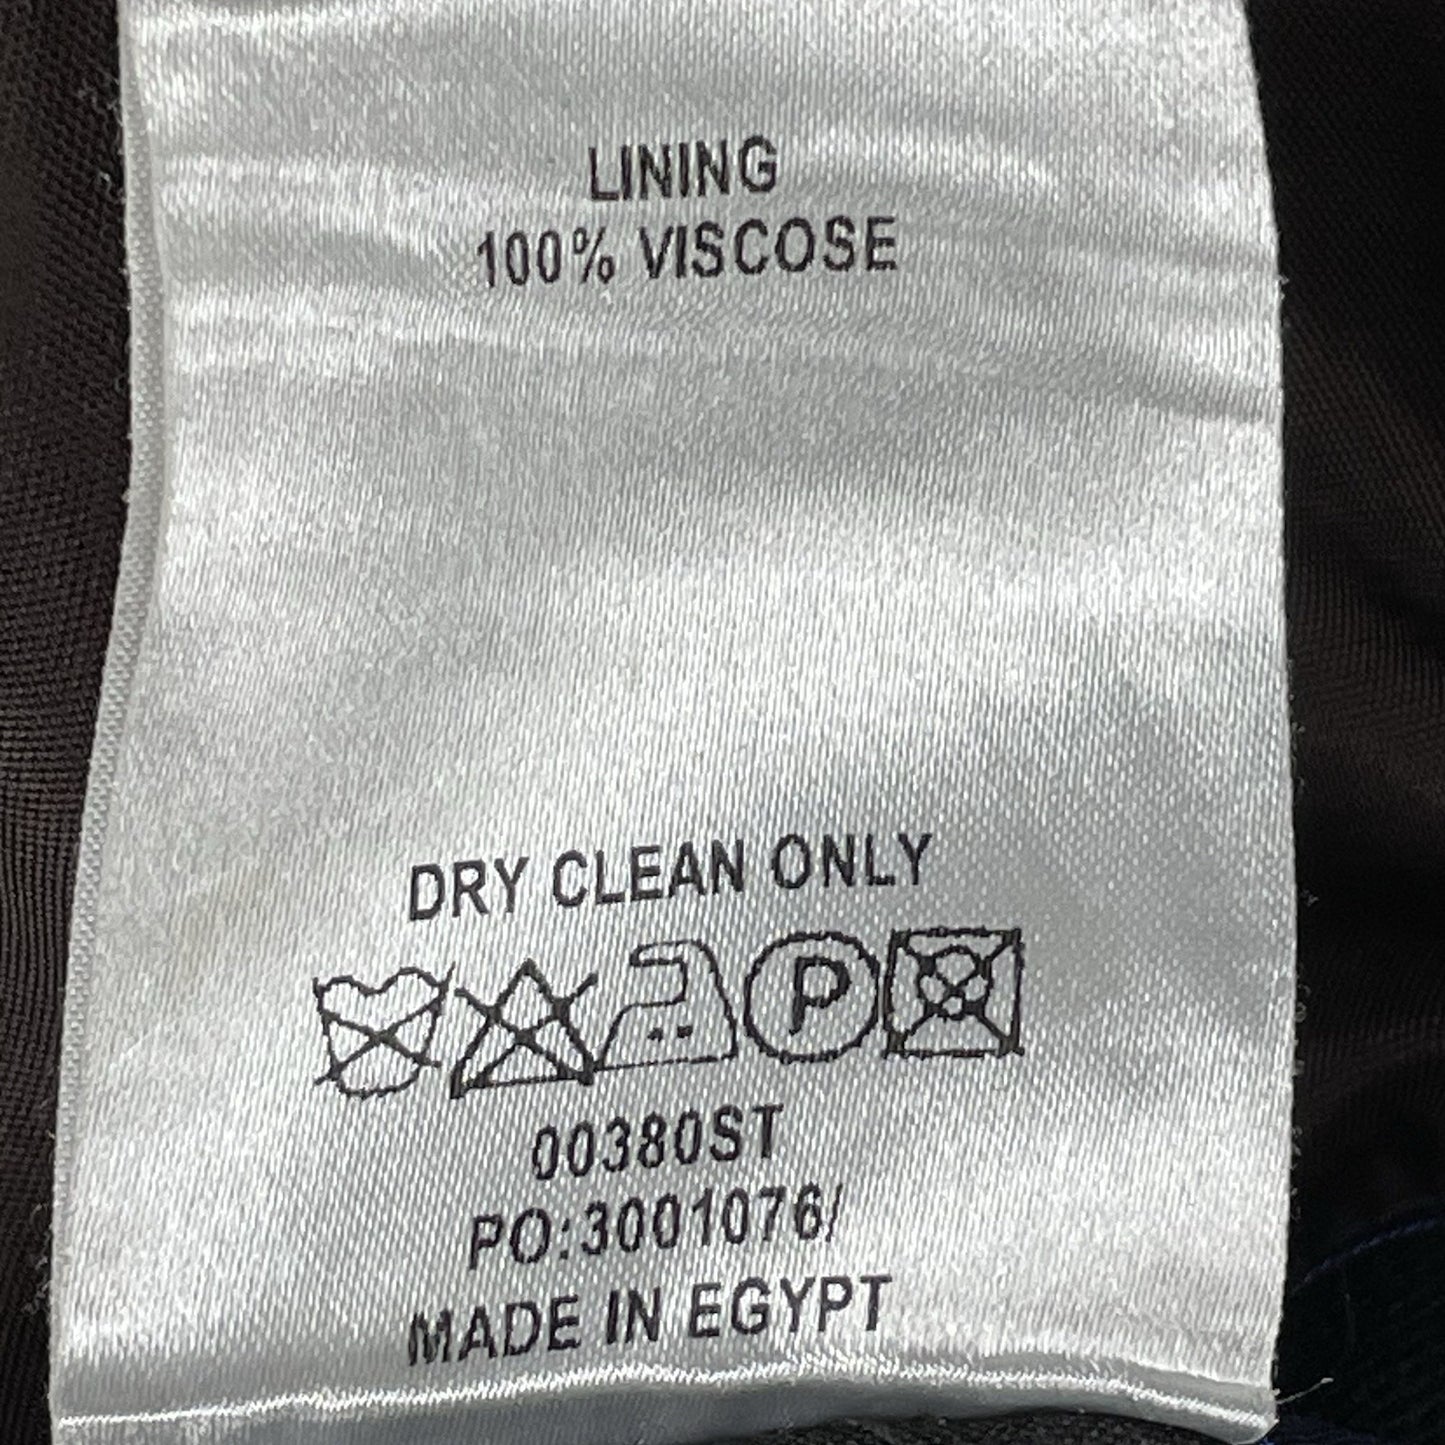 LINING
100% VISCOSE
DRY CLEAN ONLY
P
00380ST
PO:3001076/
MADE IN EGYPT